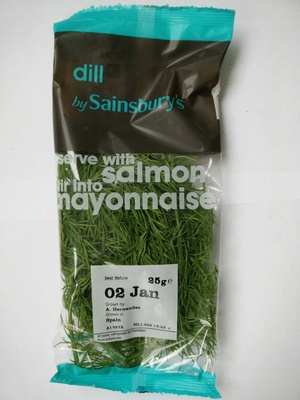 dill
by Sainsbury's
serve with
salmon
stir into
mayonnaise
Best Before
25g e
02 Jan
Grown by
A. Hernandez
Grown in
Spain